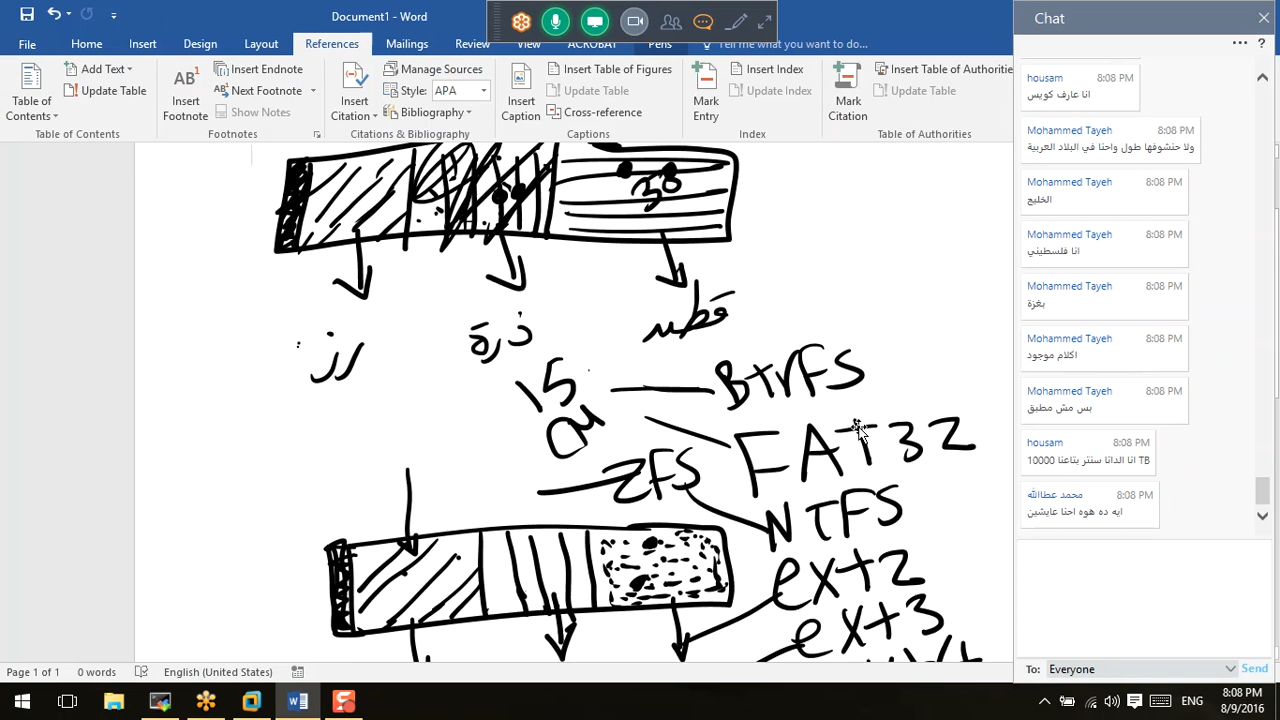 Document1 - Word
File
Home
Insert
Design
Layout
References
Mailings
Review
View
ACROBAT
Pens
Tell me what you want to do...
Table of Contents
Add Text
Update Table
Table of Contents
AB¹
Insert Footnote
Insert Endnote
Next Footnote
Show Notes
Footnotes
Insert Citation
Manage Sources
Style: APA
Bibliography
Citations & Bibliography
Insert Caption
Insert Table of Figures
Update Table
Cross-reference
Captions
Mark Entry
Insert Index
Update Index
Index
Mark Citation
Insert Table of Authoritie
Update Table
Table of Authorities
38
رز
ذرة
15
BtrFS
FAT32
ZFS
NTFS
ext2
ext3
Chat
housam 8:08 PM
انا عارف كويس
Mohammed Tayeh 8:08 PM
ولا حنشوفها طول واحنا في البلاد العربية
Mohammed Tayeh 8:08 PM
الخليج
Mohammed Tayeh 8:08 PM
انا فلسطيني
Mohammed Tayeh 8:08 PM
بغزة
Mohammed Tayeh 8:08 PM
اكلام موجود
Mohammed Tayeh 8:08 PM
بس مش مطبق
housam 8:08 PM
انا الداتا سنتر بتاعنا 10000 TB
محمد عطاالله 8:08 PM
ايه ده هوه احنا عايشين
To: Everyone
Send
Page 1 of 1
0 words
English (United States)
ENG
8:08 PM
8/9/2016